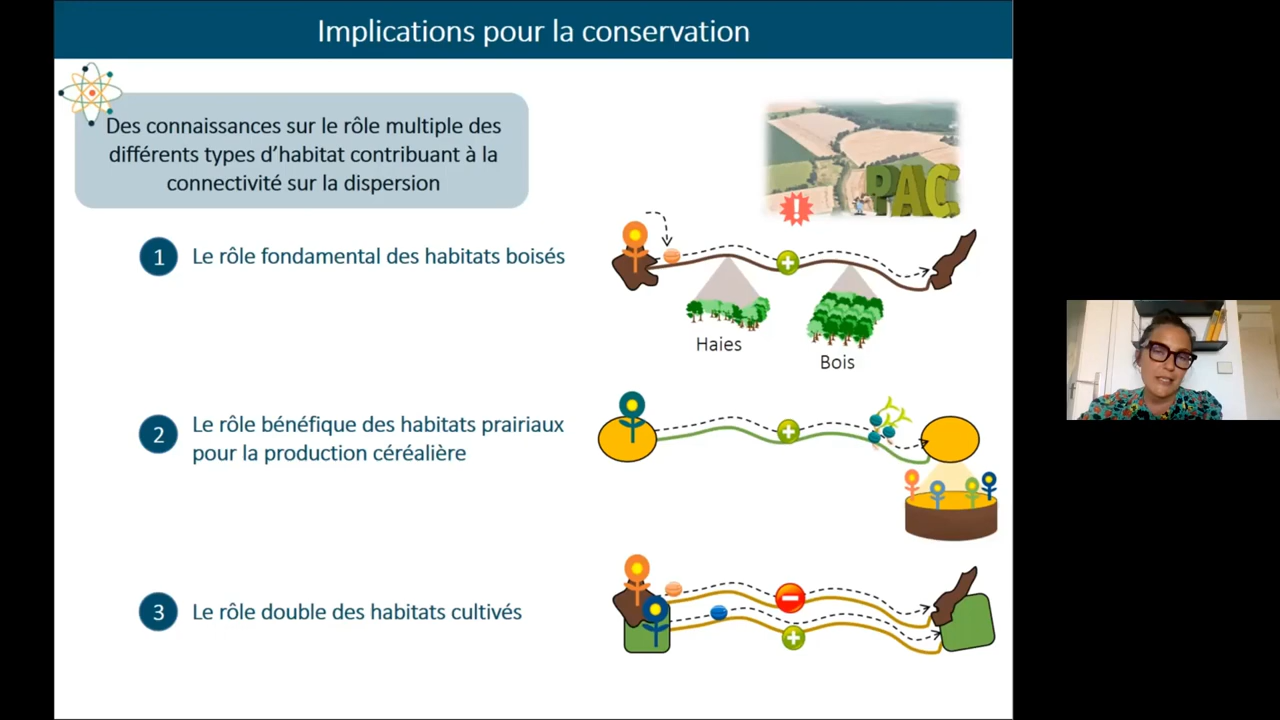 Implications pour la conservation
Des connaissances sur le rôle multiple des
différents types d’habitat contribuant à la
connectivité sur la dispersion
PAC
!
1
Le rôle fondamental des habitats boisés
Haies
Bois
2
Le rôle bénéfique des habitats prairiaux
pour la production céréalière
3
Le rôle double des habitats cultivés